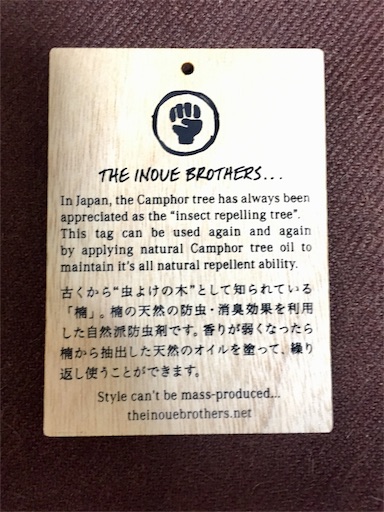 THE INOUE BROTHERS...
In Japan, the Camphor tree has always been
appreciated as the “insect repelling tree”.
This tag can be used again and again
by applying natural Camphor tree oil to
maintain it's all natural repellent ability.
古くから“虫よけの木”として知られている
「楠」。楠の天然の防虫・消臭効果を利用
した自然派防虫剤です。香りが弱くなったら
楠から抽出した天然のオイルを塗って、繰り
返し使うことができます。
Style can't be mass-produced...
theinouebrothers.net